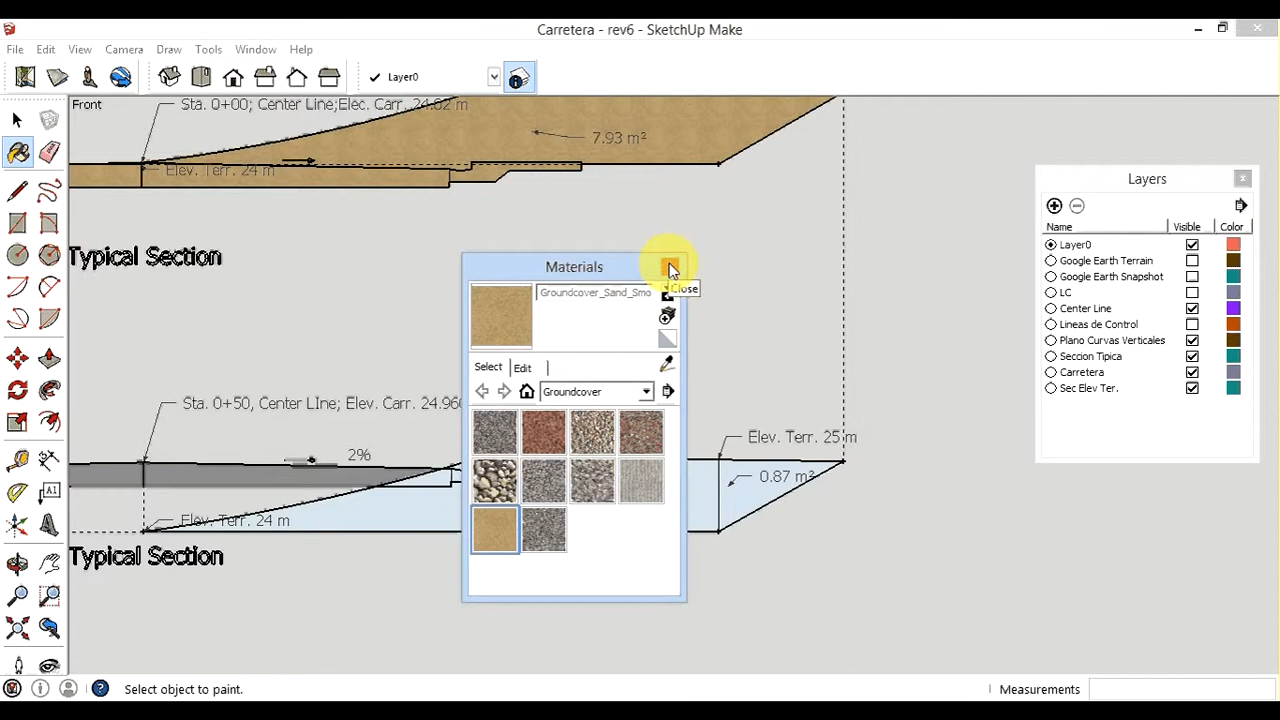 Carretera - rev6 - SketchUp Make
File Edit View Camera Draw Tools Window Help
Layer0
Front
Sta. 0+00; Center Line;Elec. Carr. 24.62 m
7.93 m²
Elev. Terr. 24 m
Typical Section
Sta. 0+50, Center LIne; Elev. Carr. 24.960
2%
Elev. Terr. 24 m
Typical Section
Elev. Terr. 25 m
0.87 m²
Materials
Close
Groundcover_Sand_Smo
Select Edit
Groundcover
Layers
Name Visible Color
Layer0
Google Earth Terrain
Google Earth Snapshot
LC
Center Line
Lineas de Control
Plano Curvas Verticales
Seccion Tipica
Carretera
Sec Elev Ter.
Select object to paint.
Measurements